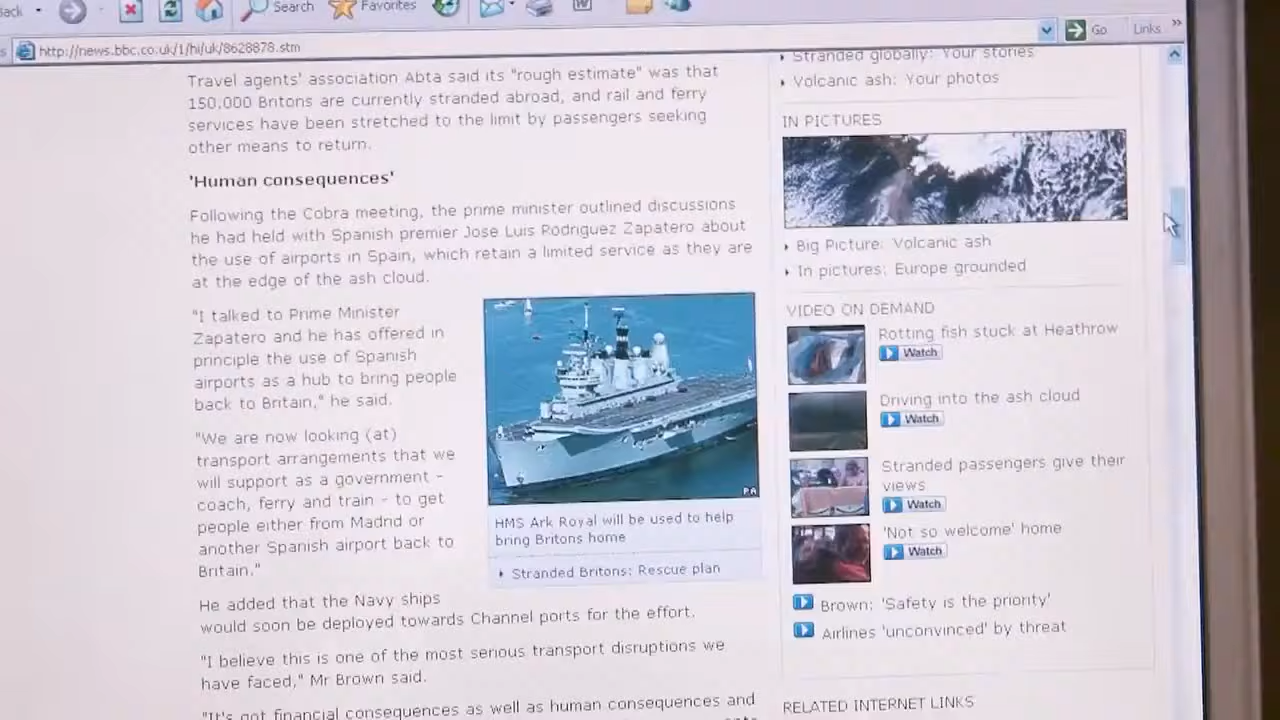 Back
Search
Favorites
http://news.bbc.co.uk/1/hi/uk/8628878.stm
Go
Links
Travel agents' association Abta said its "rough estimate" was that
150,000 Britons are currently stranded abroad, and rail and ferry
services have been stretched to the limit by passengers seeking
other means to return.
'Human consequences'
Following the Cobra meeting, the prime minister outlined discussions
he had held with Spanish premier Jose Luis Rodriguez Zapatero about
the use of airports in Spain, which retain a limited service as they are
at the edge of the ash cloud.
"I talked to Prime Minister
Zapatero and he has offered in
principle the use of Spanish
airports as a hub to bring people
back to Britain," he said.
"We are now looking (at)
transport arrangements that we
will support as a government -
coach, ferry and train - to get
people either from Madrid or
another Spanish airport back to
Britain."
PA
HMS Ark Royal will be used to help
bring Britons home
Stranded Britons: Rescue plan
He added that the Navy ships
would soon be deployed towards Channel ports for the effort.
"I believe this is one of the most serious transport disruptions we
have faced," Mr Brown said.
"It's got financial consequences as well as human consequences and
Stranded globally: Your stories
Volcanic ash: Your photos
IN PICTURES
Big Picture: Volcanic ash
In pictures: Europe grounded
VIDEO ON DEMAND
Rotting fish stuck at Heathrow
Watch
Driving into the ash cloud
Watch
Stranded passengers give their
views
Watch
'Not so welcome' home
Watch
Brown: 'Safety is the priority'
Airlines 'unconvinced' by threat
RELATED INTERNET LINKS